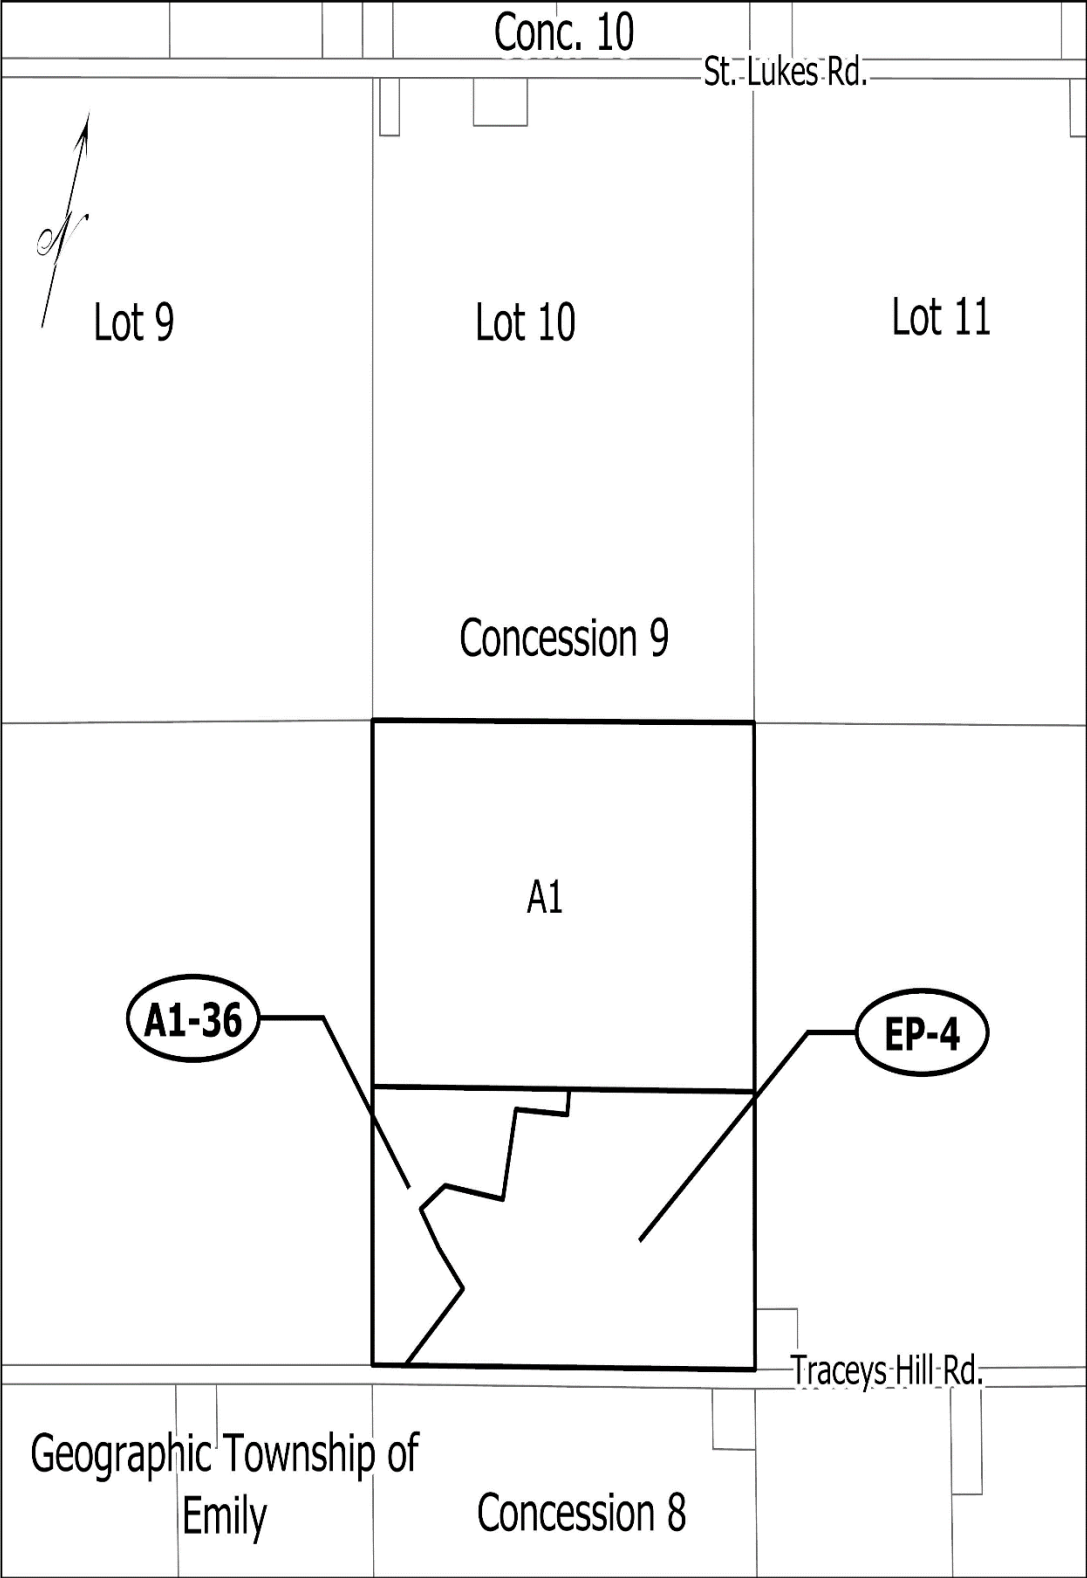 Conc. 10
St. Lukes Rd.
N
Lot 9
Lot 10
Lot 11
Concession 9
A1
A1-36
EP-4
Traceys Hill Rd.
Geographic Township of
Emily
Concession 8